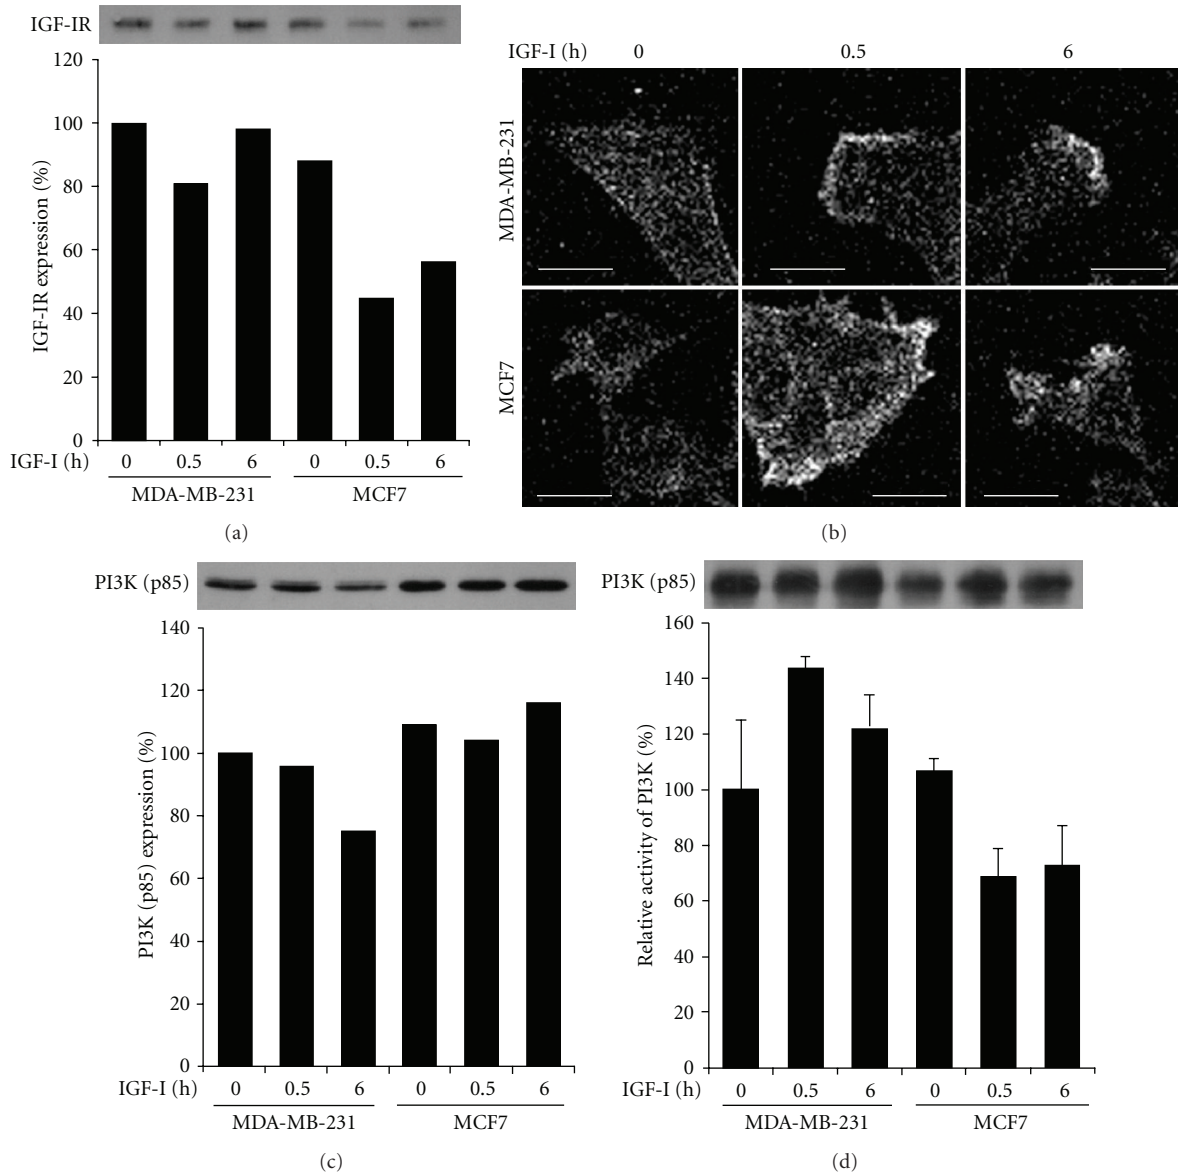 IGF-IR
120
100
80
60
40
20
0
IGF-IR expression (%)
IGF-I (h) 0 0.5 6 0 0.5 6
MDA-MB-231 MCF7
(a)
IGF-I (h) 0 0.5 6
MDA-MB-231
MCF7
(b)
PI3K (p85)
140
120
100
80
60
40
20
0
PI3K (p85) expression (%)
IGF-I (h) 0 0.5 6 0 0.5 6
MDA-MB-231 MCF7
(c)
PI3K (p85)
160
140
120
100
80
60
40
20
0
Relative activity of PI3K (%)
IGF-I (h) 0 0.5 6 0 0.5 6
MDA-MB-231 MCF7
(d)